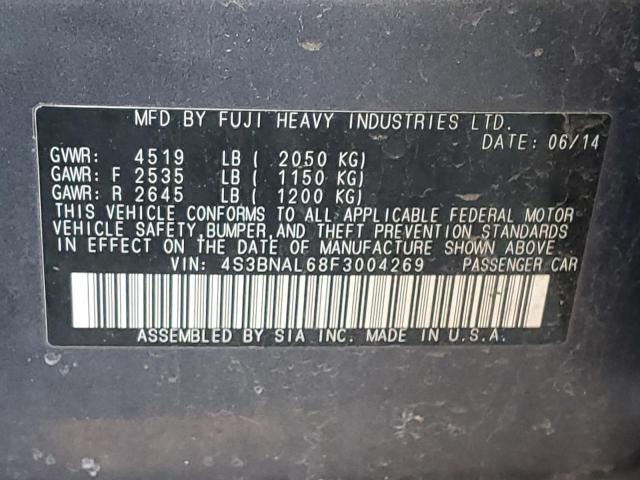 MFD BY FUJI HEAVY INDUSTRIES LTD.
DATE: 06/14
GVWR: 4519 LB ( 2050 KG)
GAWR: F 2535 LB ( 1150 KG)
GAWR: R 2645 LB ( 1200 KG)
THIS VEHICLE CONFORMS TO ALL APPLICABLE FEDERAL MOTOR
VEHICLE SAFETY,BUMPER,AND THEFT PREVENTION STANDARDS
IN EFFECT ON THE DATE OF MANUFACTURE SHOWN ABOVE
VIN: 4S3BNAL68F3004269 PASSENGER CAR
ASSEMBLED BY SIA INC. MADE IN U.S.A.